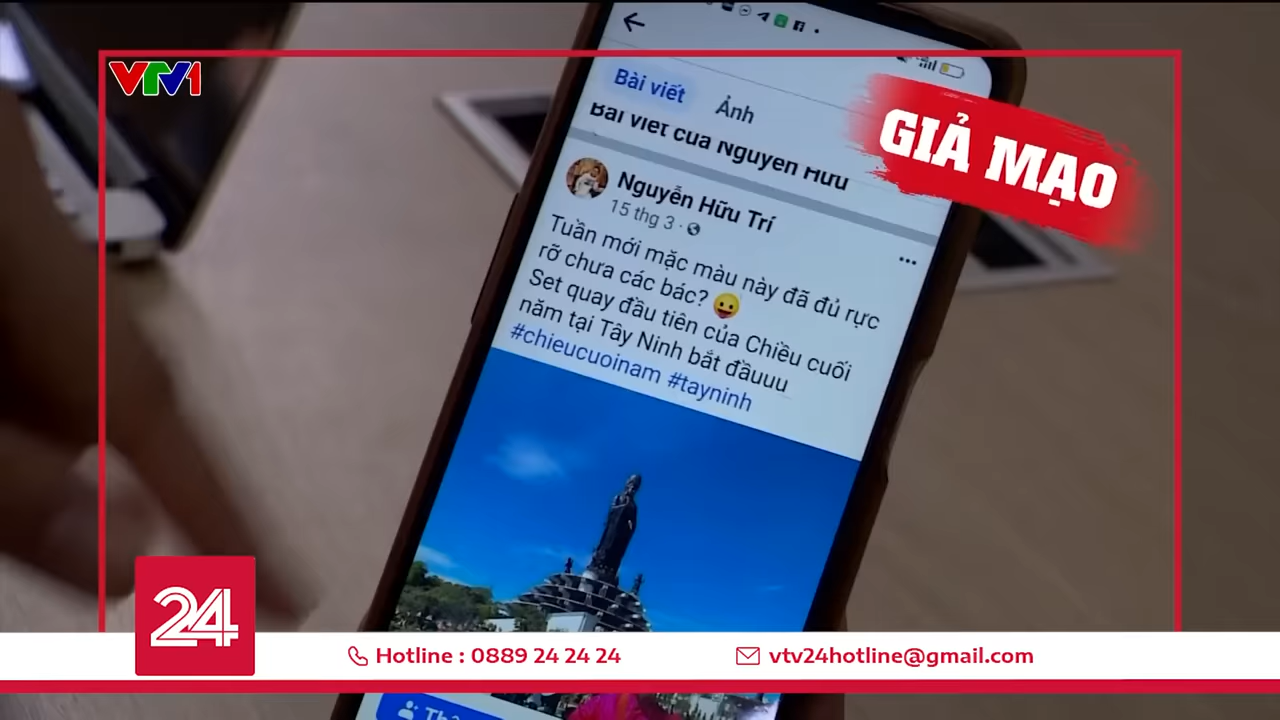 VTV1
Bài viết
Ảnh
Bài viết của Nguyễn Hữu
GIẢ MẠO
Nguyễn Hữu Trí
15 thg 3 ·
Tuần mới mặc màu này đã đủ rực
rỡ chưa các bác? 😛
Set quay đầu tiên của Chiều cuối
năm tại Tây Ninh bắt đầuuu
#chieucuoinam #tayninh
24
Hotline : 0889 24 24 24
vtv24hotline@gmail.com